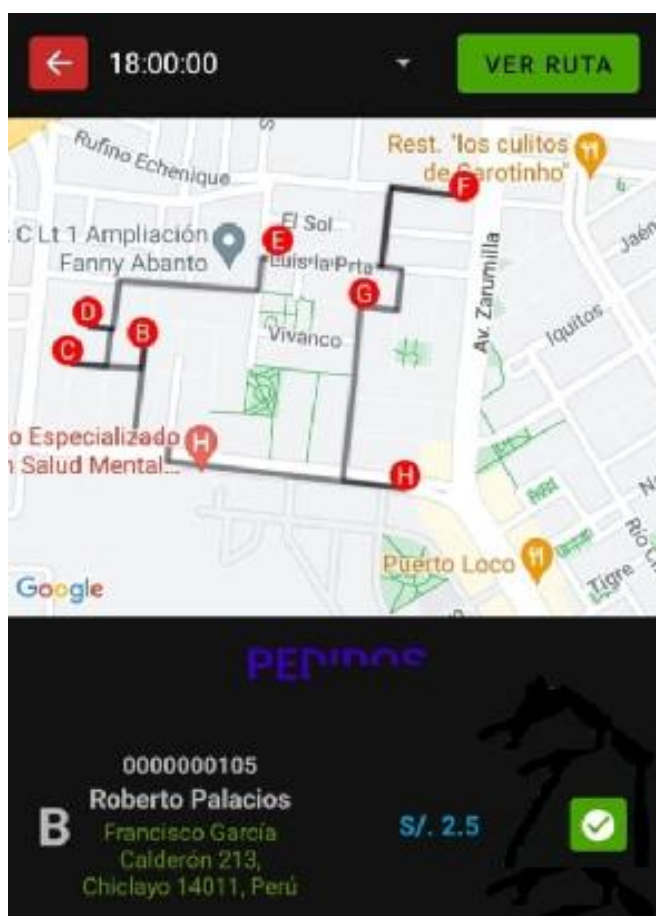 18:00:00
VER RUTA
Rufino Echenique
Rest. "los culitos
de Garotinho"
F
C Lt 1 Ampliación
Fanny Abanto
E
El Sol
Luis la Prta
Jaén
D
B
G
Av. Zarumilla
C
Vivanco
Iquitos
o Especializado
n Salud Mental...
H
H
Puerto Loco
Río
Tigre
Google
PEDIDOS
0000000105
Roberto Palacios
B
Francisco García
Calderón 213,
Chiclayo 14011, Perú
S/. 2.5